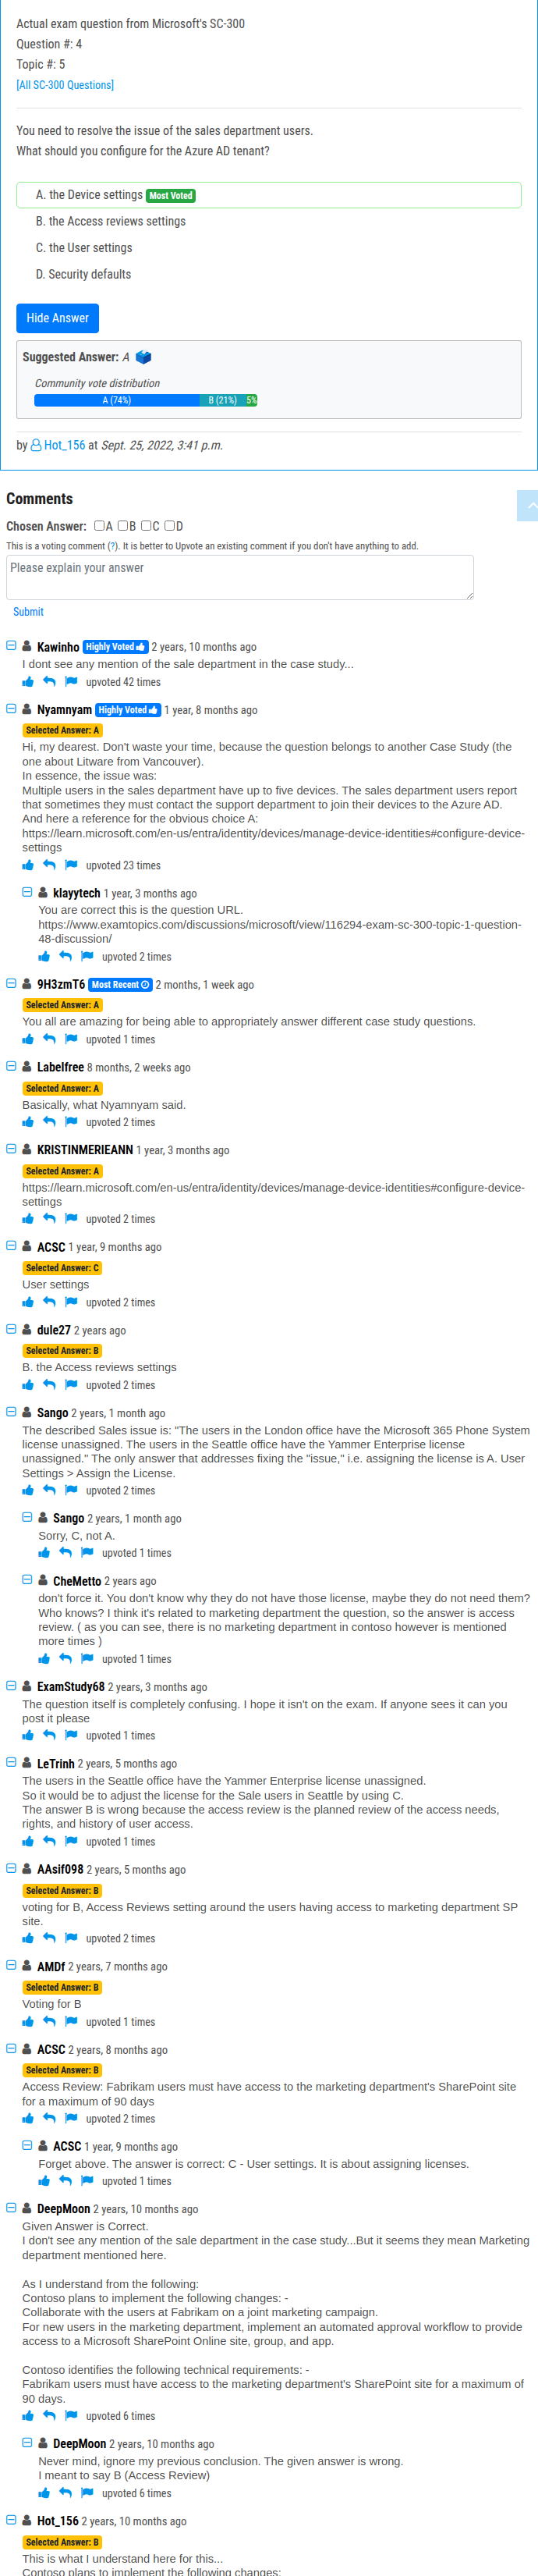 Actual exam question from Microsoft's SC-300
Question #: 4
Topic #: 5
[All SC-300 Questions]
You need to resolve the issue of the sales department users.
What should you configure for the Azure AD tenant?
A. the Device settings Most Voted
B. the Access reviews settings
C. the User settings
D. Security defaults
Hide Answer
Suggested Answer: A
Community vote distribution
A (74%) B (21%) 5%
by Hot_156 at Sept. 25, 2022, 3:41 p.m.
Comments
Chosen Answer: A B C D
This is a voting comment (?). It is better to Upvote an existing comment if you don't have anything to add.
Please explain your answer
Submit
Kawinho Highly Voted 2 years, 10 months ago
I dont see any mention of the sale department in the case study...
upvoted 42 times
Nyamnyam Highly Voted 1 year, 8 months ago
Selected Answer: A
Hi, my dearest. Don't waste your time, because the question belongs to another Case Study (the
one about Litware from Vancouver).
In essence, the issue was:
Multiple users in the sales department have up to five devices. The sales department users report
that sometimes they must contact the support department to join their devices to the Azure AD.
And here a reference for the obvious choice A:
https://learn.microsoft.com/en-us/entra/identity/devices/manage-device-identities#configure-device-
settings
upvoted 23 times
klayytech 1 year, 3 months ago
You are correct this is the question URL.
https://www.examtopics.com/discussions/microsoft/view/116294-exam-sc-300-topic-1-question-
48-discussion/
upvoted 2 times
9H3zmT6 Most Recent 2 months, 1 week ago
Selected Answer: A
You all are amazing for being able to appropriately answer different case study questions.
upvoted 1 times
Labelfree 8 months, 2 weeks ago
Selected Answer: A
Basically, what Nyamnyam said.
upvoted 2 times
KRISTINMERIEANN 1 year, 3 months ago
Selected Answer: A
https://learn.microsoft.com/en-us/entra/identity/devices/manage-device-identities#configure-device-
settings
upvoted 2 times
ACSC 1 year, 9 months ago
Selected Answer: C
User settings
upvoted 2 times
dule27 2 years ago
Selected Answer: B
B. the Access reviews settings
upvoted 2 times
Sango 2 years, 1 month ago
The described Sales issue is: "The users in the London office have the Microsoft 365 Phone System
license unassigned. The users in the Seattle office have the Yammer Enterprise license
unassigned." The only answer that addresses fixing the "issue," i.e. assigning the license is A. User
Settings > Assign the License.
upvoted 2 times
Sango 2 years, 1 month ago
Sorry, C, not A.
upvoted 1 times
CheMetto 2 years ago
don't force it. You don't know why they do not have those license, maybe they do not need them?
Who knows? I think it's related to marketing department the question, so the answer is access
review. ( as you can see, there is no marketing department in contoso however is mentioned
more times )
upvoted 1 times
ExamStudy68 2 years, 3 months ago
The question itself is completely confusing. I hope it isn't on the exam. If anyone sees it can you
post it please
upvoted 1 times
LeTrinh 2 years, 5 months ago
The users in the Seattle office have the Yammer Enterprise license unassigned.
So it would be to adjust the license for the Sale users in Seattle by using C.
The answer B is wrong because the access review is the planned review of the access needs,
rights, and history of user access.
upvoted 1 times
AAsif098 2 years, 5 months ago
Selected Answer: B
voting for B, Access Reviews setting around the users having access to marketing department SP
site.
upvoted 2 times
AMDf 2 years, 7 months ago
Selected Answer: B
Voting for B
upvoted 1 times
ACSC 2 years, 8 months ago
Selected Answer: B
Access Review: Fabrikam users must have access to the marketing department's SharePoint site
for a maximum of 90 days
upvoted 2 times
ACSC 1 year, 9 months ago
Forget above. The answer is correct: C - User settings. It is about assigning licenses.
upvoted 1 times
DeepMoon 2 years, 10 months ago
Given Answer is Correct.
I don't see any mention of the sale department in the case study...But it seems they mean Marketing
department mentioned here.
As I understand from the following:
Contoso plans to implement the following changes: -
Collaborate with the users at Fabrikam on a joint marketing campaign.
For new users in the marketing department, implement an automated approval workflow to provide
access to a Microsoft SharePoint Online site, group, and app.
Contoso identifies the following technical requirements: -
Fabrikam users must have access to the marketing department's SharePoint site for a maximum of
90 days.
upvoted 6 times
DeepMoon 2 years, 10 months ago
Never mind, ignore my previous conclusion. The given answer is wrong.
I meant to say B (Access Review)
upvoted 6 times
Hot_156 2 years, 10 months ago
Selected Answer: B
This is what I understand here for this...
Contoso plans to implement the following changes: